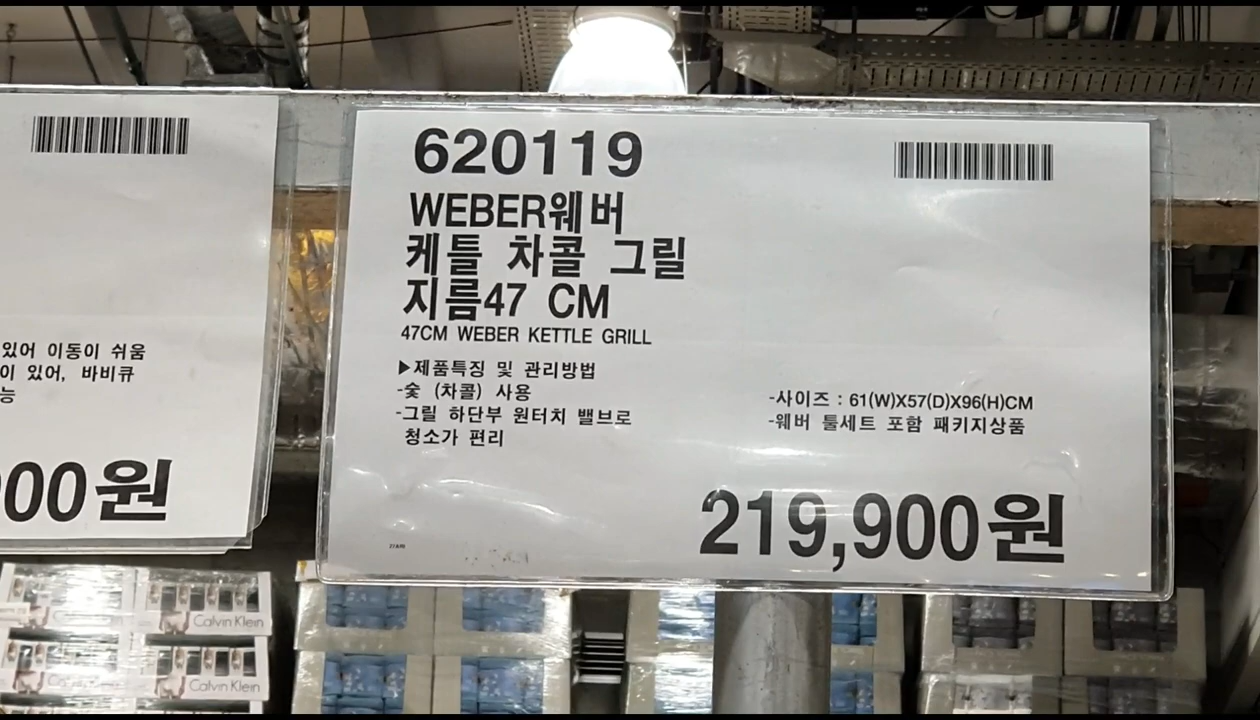 있어 이동이 쉬움
이 있어, 바비큐
능
00원
620119
WEBER웨버
케틀 차콜 그릴
지름47 CM
47CM WEBER KETTLE GRILL
▶제품특징 및 관리방법
-숯 (차콜) 사용
-그릴 하단부 원터치 밸브로
청소가 편리
-사이즈 : 61(W)X57(D)X96(H)CM
-웨버 툴세트 포함 패키지상품
219,900원
Calvin Klein
Calvin Klein
Calvin Klein